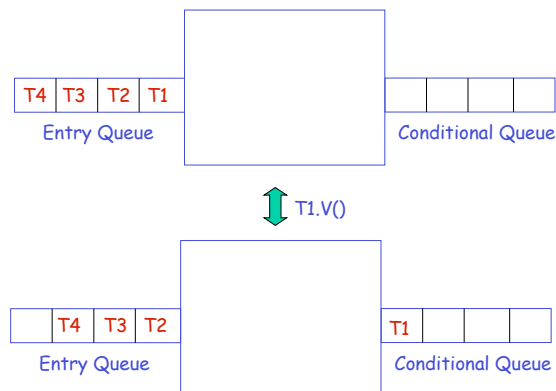 T4 T3 T2 T1
Entry Queue
Conditional Queue
T1.V()
T4 T3 T2
T1
Entry Queue
Conditional Queue